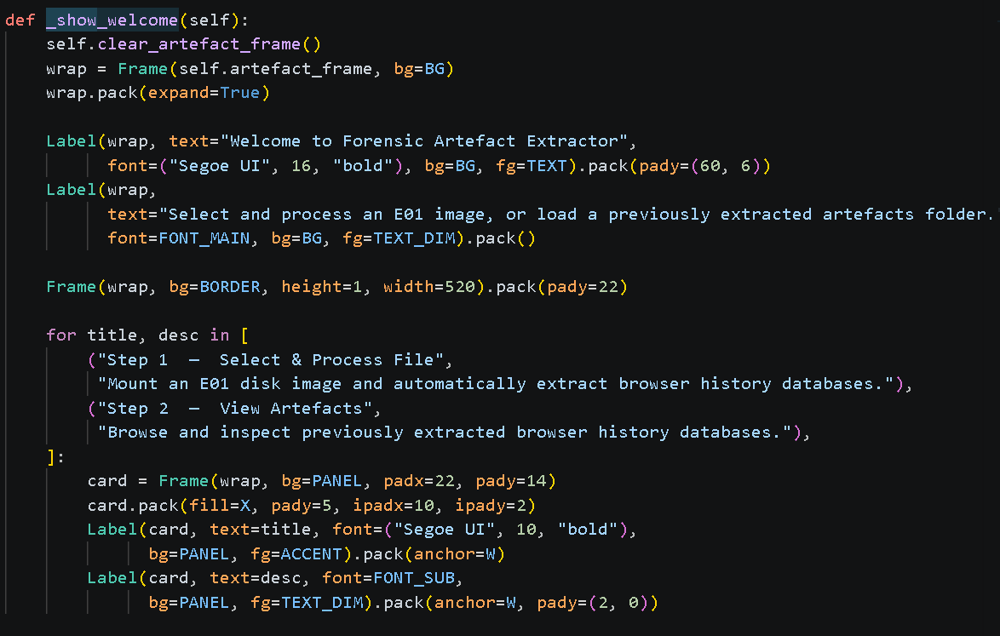 def _show_welcome(self):
    self.clear_artefact_frame()
    wrap = Frame(self.artefact_frame, bg=BG)
    wrap.pack(expand=True)

    Label(wrap, text="Welcome to Forensic Artefact Extractor",
          font=("Segoe UI", 16, "bold"), bg=BG, fg=TEXT).pack(pady=(60, 6))
    Label(wrap,
          text="Select and process an E01 image, or load a previously extracted artefacts folder.
          font=FONT_MAIN, bg=BG, fg=TEXT_DIM).pack()

    Frame(wrap, bg=BORDER, height=1, width=520).pack(pady=22)

    for title, desc in [
        ("Step 1  —  Select & Process File",
         "Mount an E01 disk image and automatically extract browser history databases."),
        ("Step 2  —  View Artefacts",
         "Browse and inspect previously extracted browser history databases."),
    ]:
        card = Frame(wrap, bg=PANEL, padx=22, pady=14)
        card.pack(fill=X, pady=5, ipadx=10, ipady=2)
        Label(card, text=title, font=("Segoe UI", 10, "bold"),
              bg=PANEL, fg=ACCENT).pack(anchor=W)
        Label(card, text=desc, font=FONT_SUB,
              bg=PANEL, fg=TEXT_DIM).pack(anchor=W, pady=(2, 0))